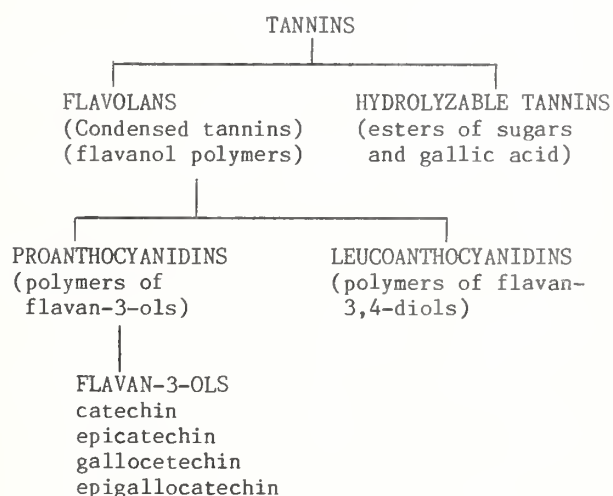 TANNINS
FLAVOLANS
(Condensed tannins)
(flavanol polymers)
HYDROLYZABLE TANNINS
(esters of sugars
and gallic acid)
PROANTHOCYANIDINS
(polymers of
flavan-3-ols)
LEUCOANTHOCYANIDINS
(polymers of flavan-
3,4-diols)
FLAVAN-3-OLS
catechin
epicatechin
gallocetechin
epigallocatechin